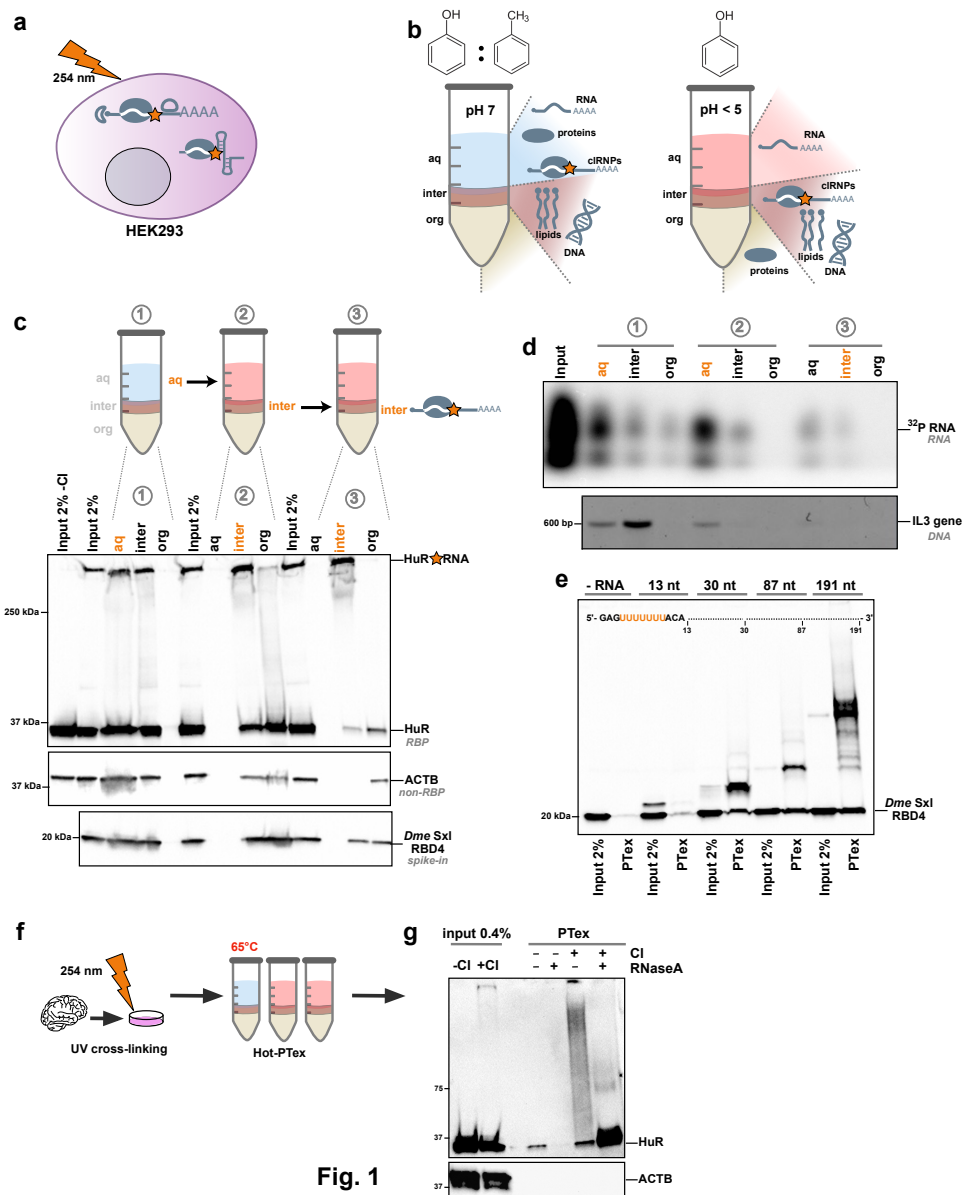 a
254 nm
AAAA
HEK293
b
OH
CH3
:
pH 7
aq
inter
org
RNA
AAAA
proteins
clRNPs
AAAA
lipids
DNA
OH
pH < 5
aq
inter
org
RNA
AAAA
clRNPs
AAAA
lipids
DNA
proteins
c
1 2 3
aq
inter
org
aq
inter
inter
AAAA
1 2 3
Input 2% -Cl
Input 2%
aq
inter
org
Input 2%
aq
inter
org
Input 2%
aq
inter
org
HuR RNA
250 kDa
37 kDa
HuR
RBP
37 kDa
ACTB
non-RBP
20 kDa
Dme Sxl
RBD4
spike-in
d
1 2 3
Input
aq
inter
org
aq
inter
org
aq
inter
org
32P RNA
RNA
600 bp
IL3 gene
DNA
e
- RNA 13 nt 30 nt 87 nt 191 nt
5'- GAGUUUUUUUACA 3'
13 30 87 191
20 kDa
Dme Sxl
RBD4
Input 2%
PTex
Input 2%
PTex
Input 2%
PTex
Input 2%
PTex
Input 2%
PTex
f
254 nm
UV cross-linking
65°C
Hot-PTex
g
input 0.4% PTex
-Cl +Cl - - + + Cl
- + - + RNaseA
75
37
HuR
37
ACTB
Fig. 1